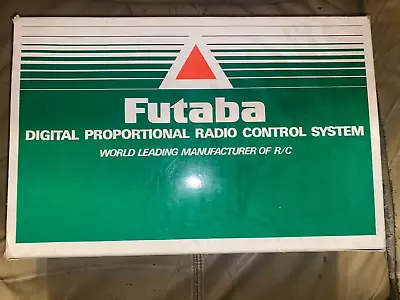 Futaba
DIGITAL PROPORTIONAL RADIO CONTROL SYSTEM
WORLD LEADING MANUFACTURER OF R/C